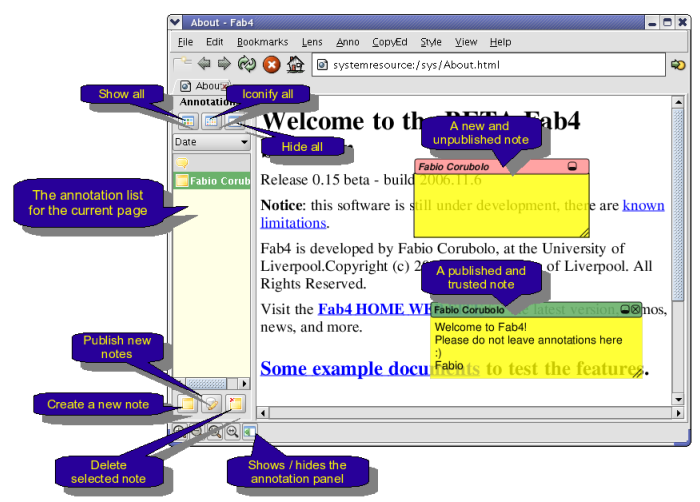 About - Fab4
File Edit Bookmarks Lens Anno CopyEd Style View Help
systemresource:/sys/About.html
About
Show all
Iconify all
Annotation
Hide all
Date
Fabio Corub
The annotation list
for the current page
Welcome to the BETA Fab4
A new and
unpublished note
Fabio Corubolo
Release 0.15 beta - build 2006.11.6
Notice: this software is still under development, there are known
limitations.
Fab4 is developed by Fabio Corubolo, at the University of
Liverpool.Copyright (c) of Liverpool. All
Rights Reserved.
A published and
trusted note
Visit the Fab4 HOME WE latest version, mos,
news, and more.
Fabio Corubolo
Welcome to Fab4!
Please do not leave annotations here
:)
Fabio
Some example documents to test the features.
Publish new
notes
Create a new note
Delete
selected note
Shows / hides the
annotation panel